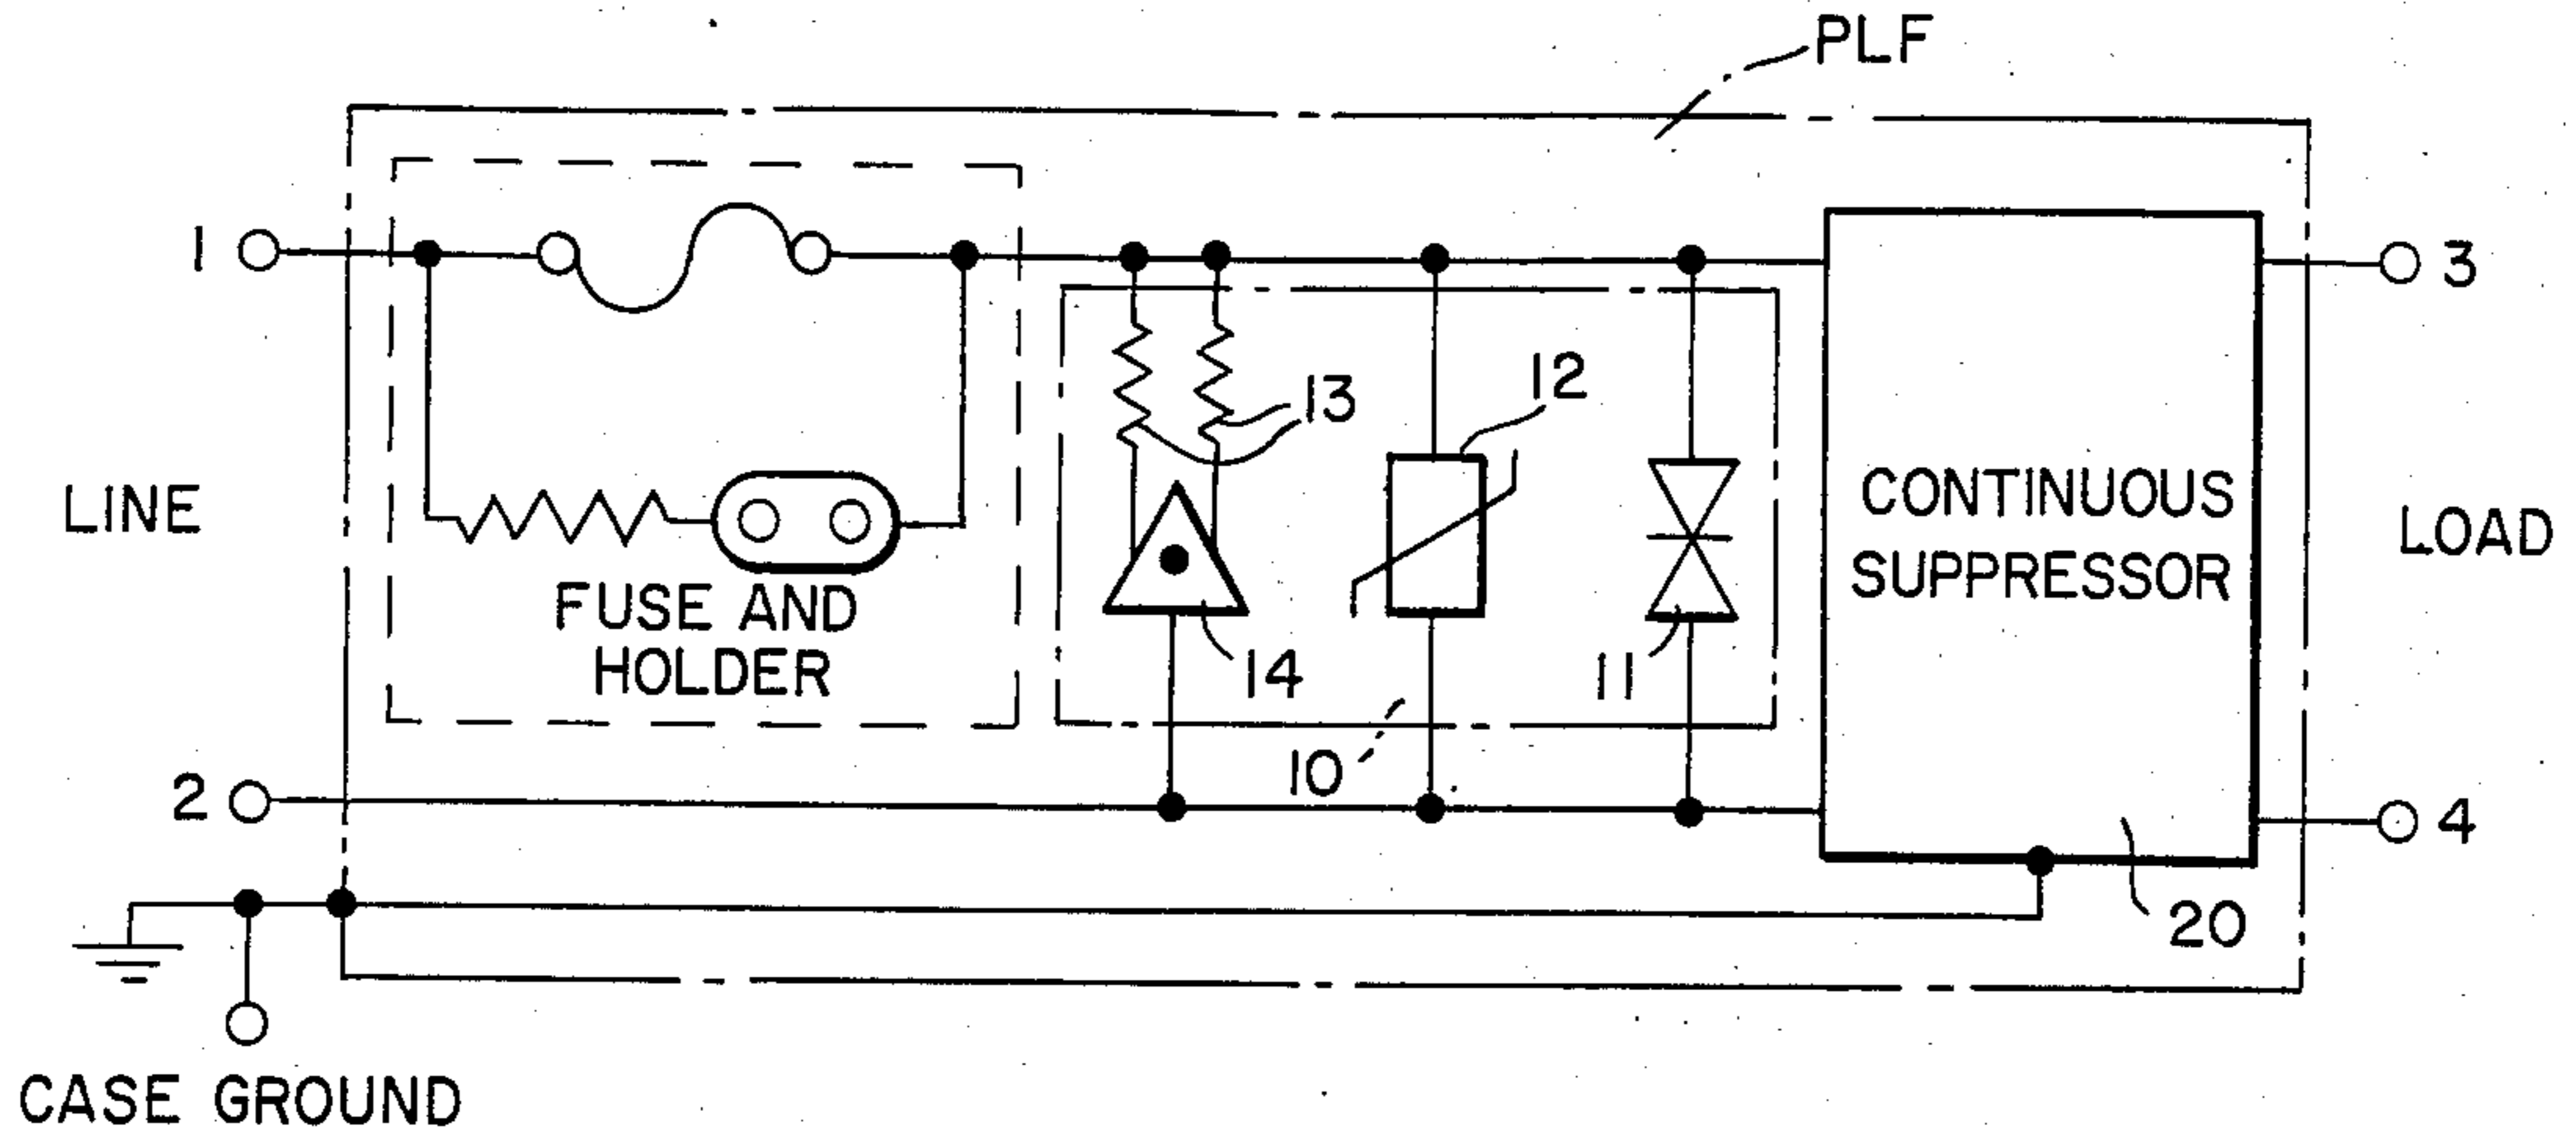 PLF
1
3
13
12
LINE
CONTINUOUS
SUPPRESSOR
LOAD
FUSE AND
HOLDER
14
11
10
2
4
20
CASE GROUND